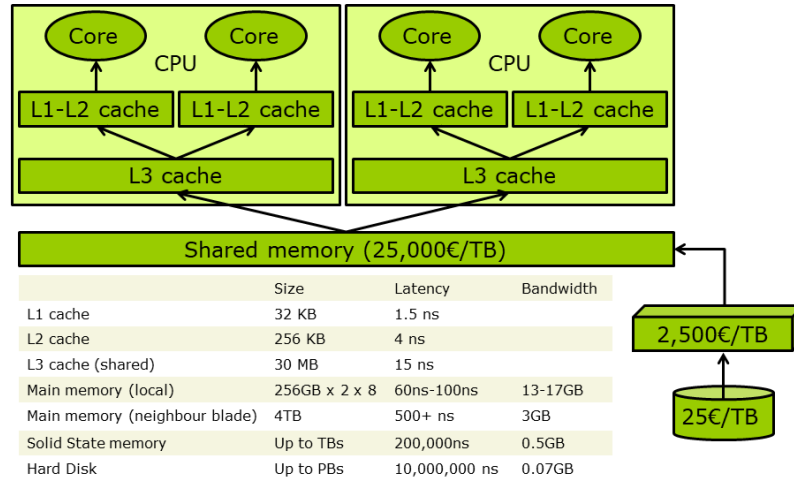 Core Core Core Core
CPU CPU
L1-L2 cache L1-L2 cache L1-L2 cache L1-L2 cache
L3 cache L3 cache
Shared memory (25,000€/TB)
Size Latency Bandwidth
L1 cache 32 KB 1.5 ns
L2 cache 256 KB 4 ns
L3 cache (shared) 30 MB 15 ns
Main memory (local) 256GB x 2 x 8 60ns-100ns 13-17GB
Main memory (neighbour blade) 4TB 500+ ns 3GB
Solid State memory Up to TBs 200,000ns 0.5GB
Hard Disk Up to PBs 10,000,000 ns 0.07GB
2,500€/TB
25€/TB